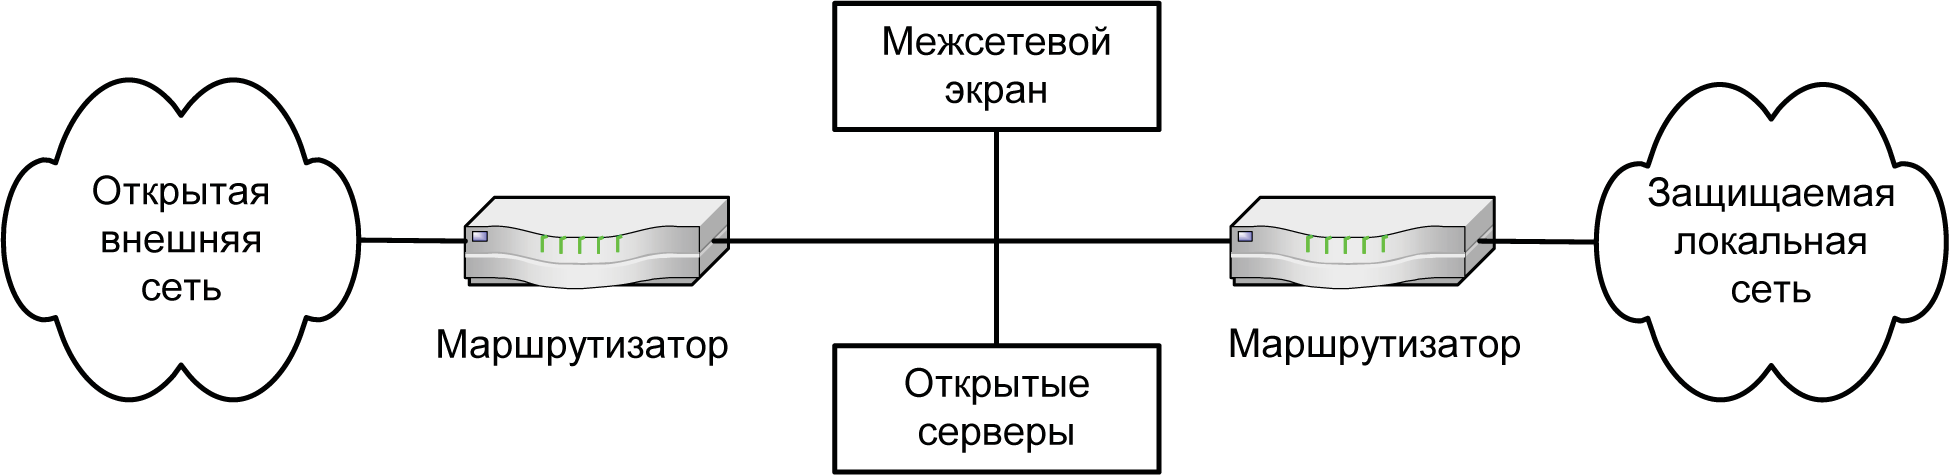 Межсетевой
экран
Открытая
внешняя
сеть
Маршрутизатор
Маршрутизатор
Защищаемая
локальная
сеть
Открытые
серверы